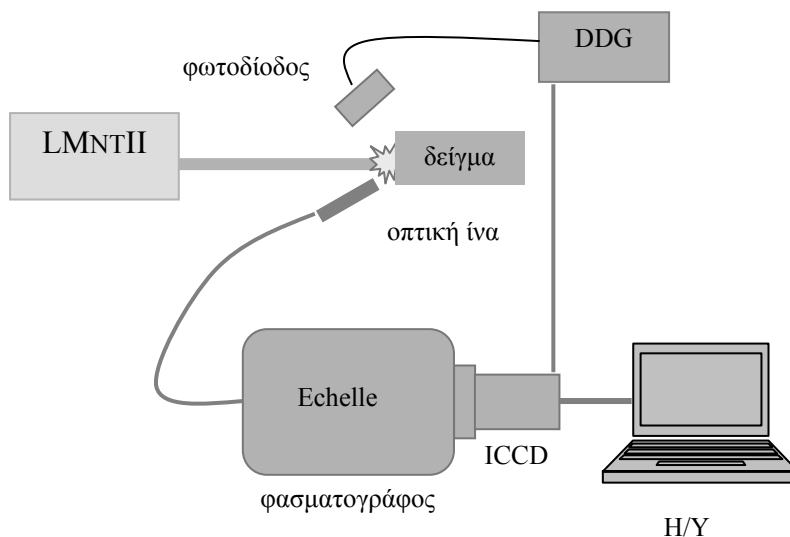 DDG
φωτοδίοδος
LMNTII
δείγμα
οπτική ίνα
Echelle
ICCD
φασματογράφος
Η/Υ